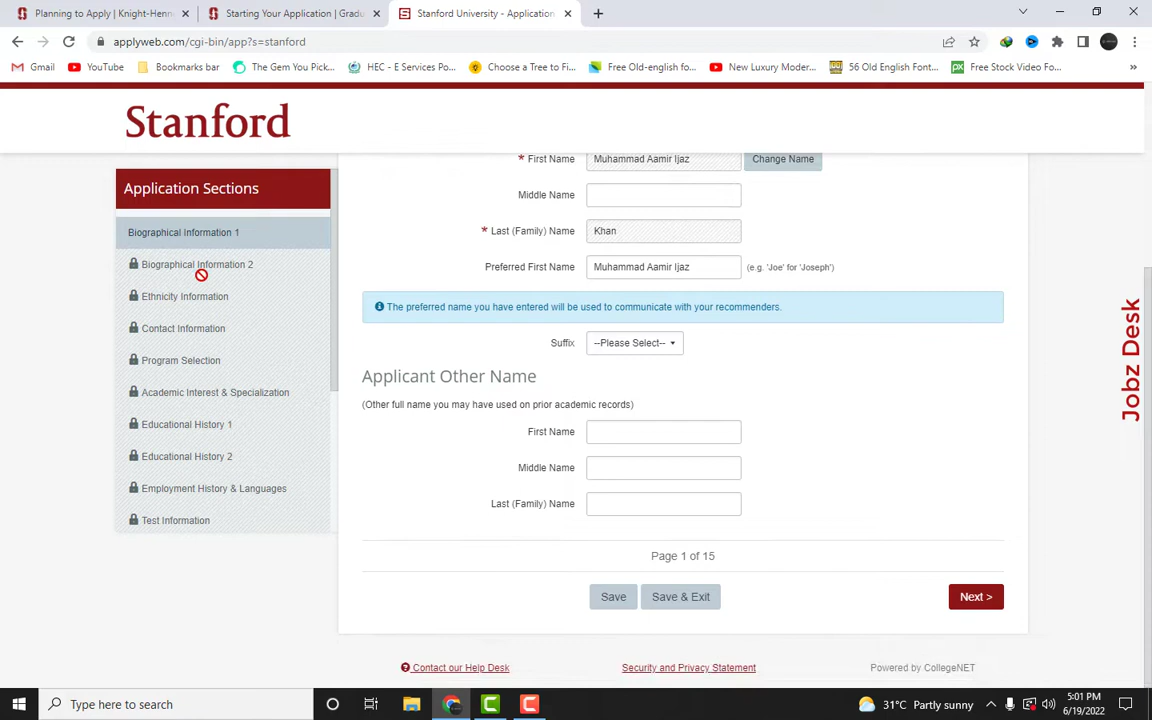 Planning to Apply | Knight-Henn
Starting Your Application | Gradu
Stanford University - Application
applyweb.com/cgi-bin/app?s=stanford
Gmail
YouTube
Bookmarks bar
The Gem You Pick...
HEC - E Services Po...
Choose a Tree to Fi...
Free Old-english fo...
New Luxury Moder...
56 Old English Font...
Free Stock Video Fo...
Stanford
Application Sections
Biographical Information 1
Biographical Information 2
Ethnicity Information
Contact Information
Program Selection
Academic Interest & Specialization
Educational History 1
Educational History 2
Employment History & Languages
Test Information
* First Name Muhammad Aamir Ijaz Change Name
Middle Name
* Last (Family) Name Khan
Preferred First Name Muhammad Aamir Ijaz (e.g. 'Joe' for 'Joseph')
The preferred name you have entered will be used to communicate with your recommenders.
Suffix --Please Select--
Applicant Other Name
(Other full name you may have used on prior academic records)
First Name
Middle Name
Last (Family) Name
Page 1 of 15
Save Save & Exit Next >
Contact our Help Desk Security and Privacy Statement Powered by CollegeNET
Jobz Desk
Type here to search
31°C Partly sunny
5:01 PM
6/19/2022